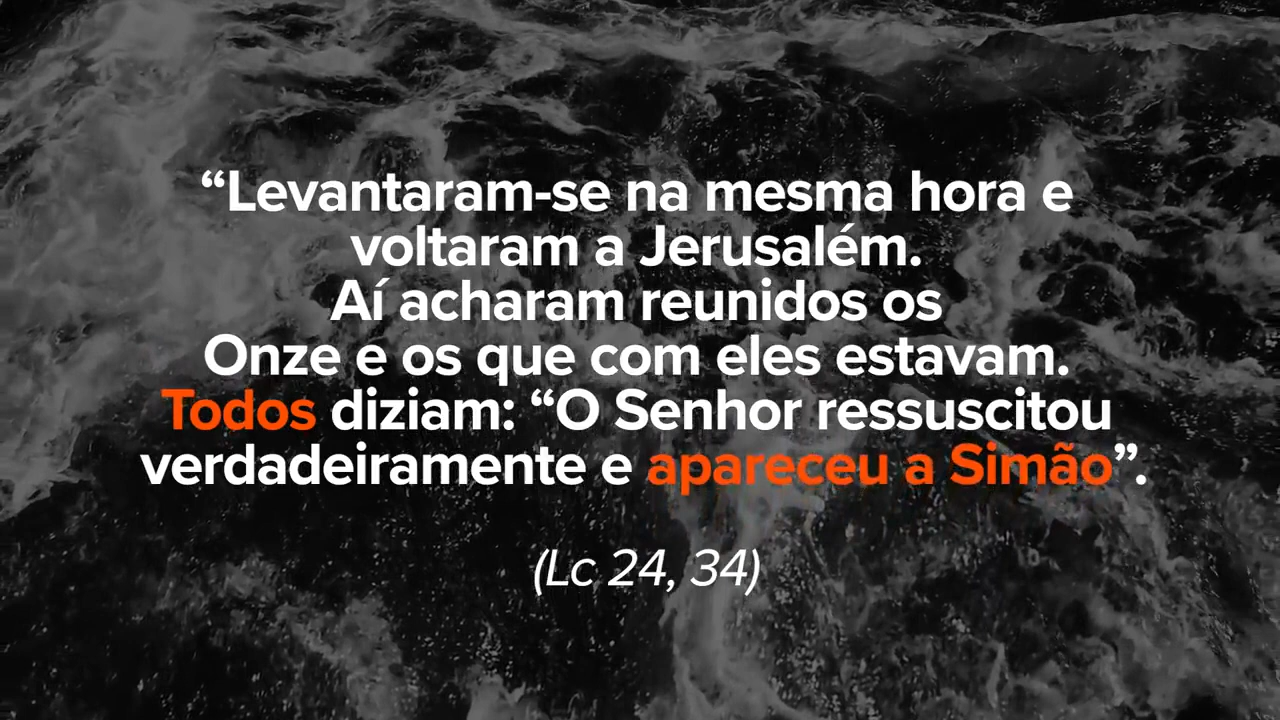 “Levantaram-se na mesma hora e
voltaram a Jerusalém.
Aí acharam reunidos os
Onze e os que com eles estavam.
Todos diziam: “O Senhor ressuscitou
verdadeiramente e apareceu a Simão”.
(Lc 24, 34)